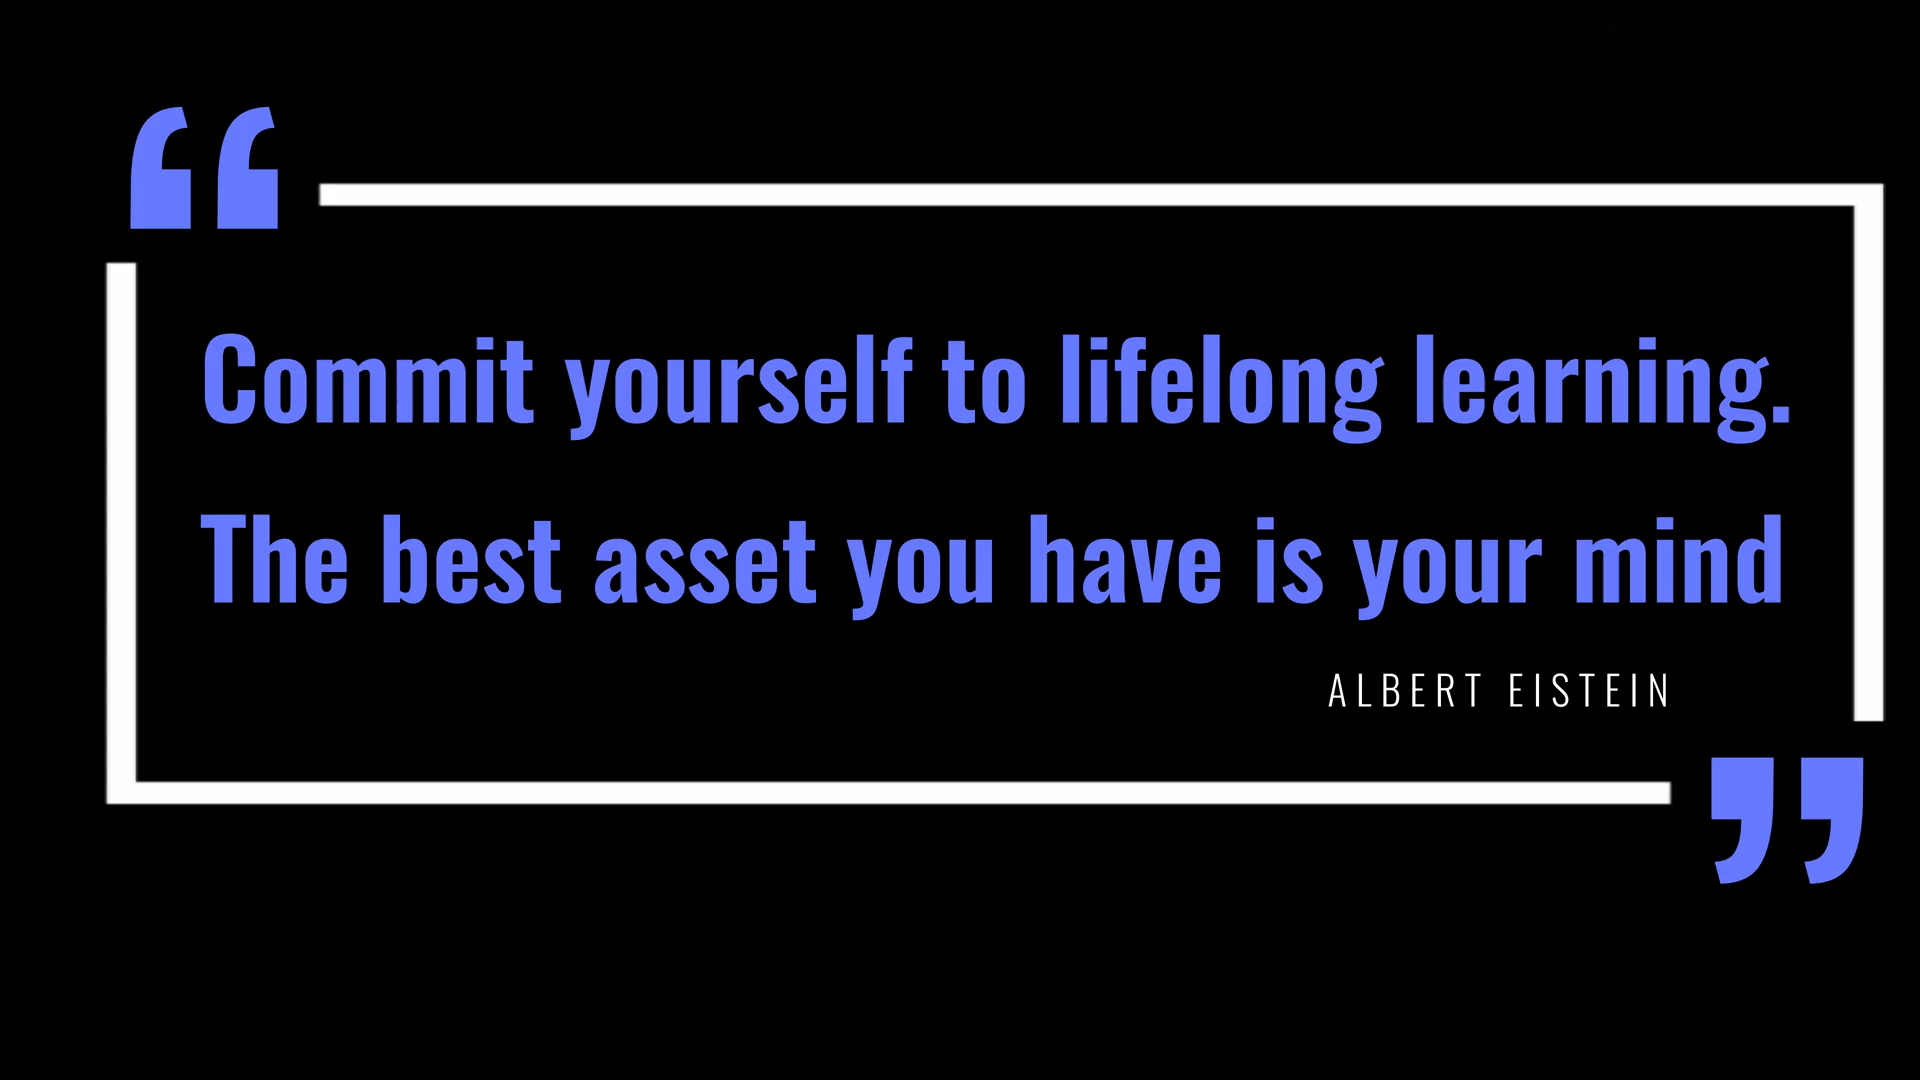 “
Commit yourself to lifelong learning.
The best asset you have is your mind
ALBERT EISTEIN
”